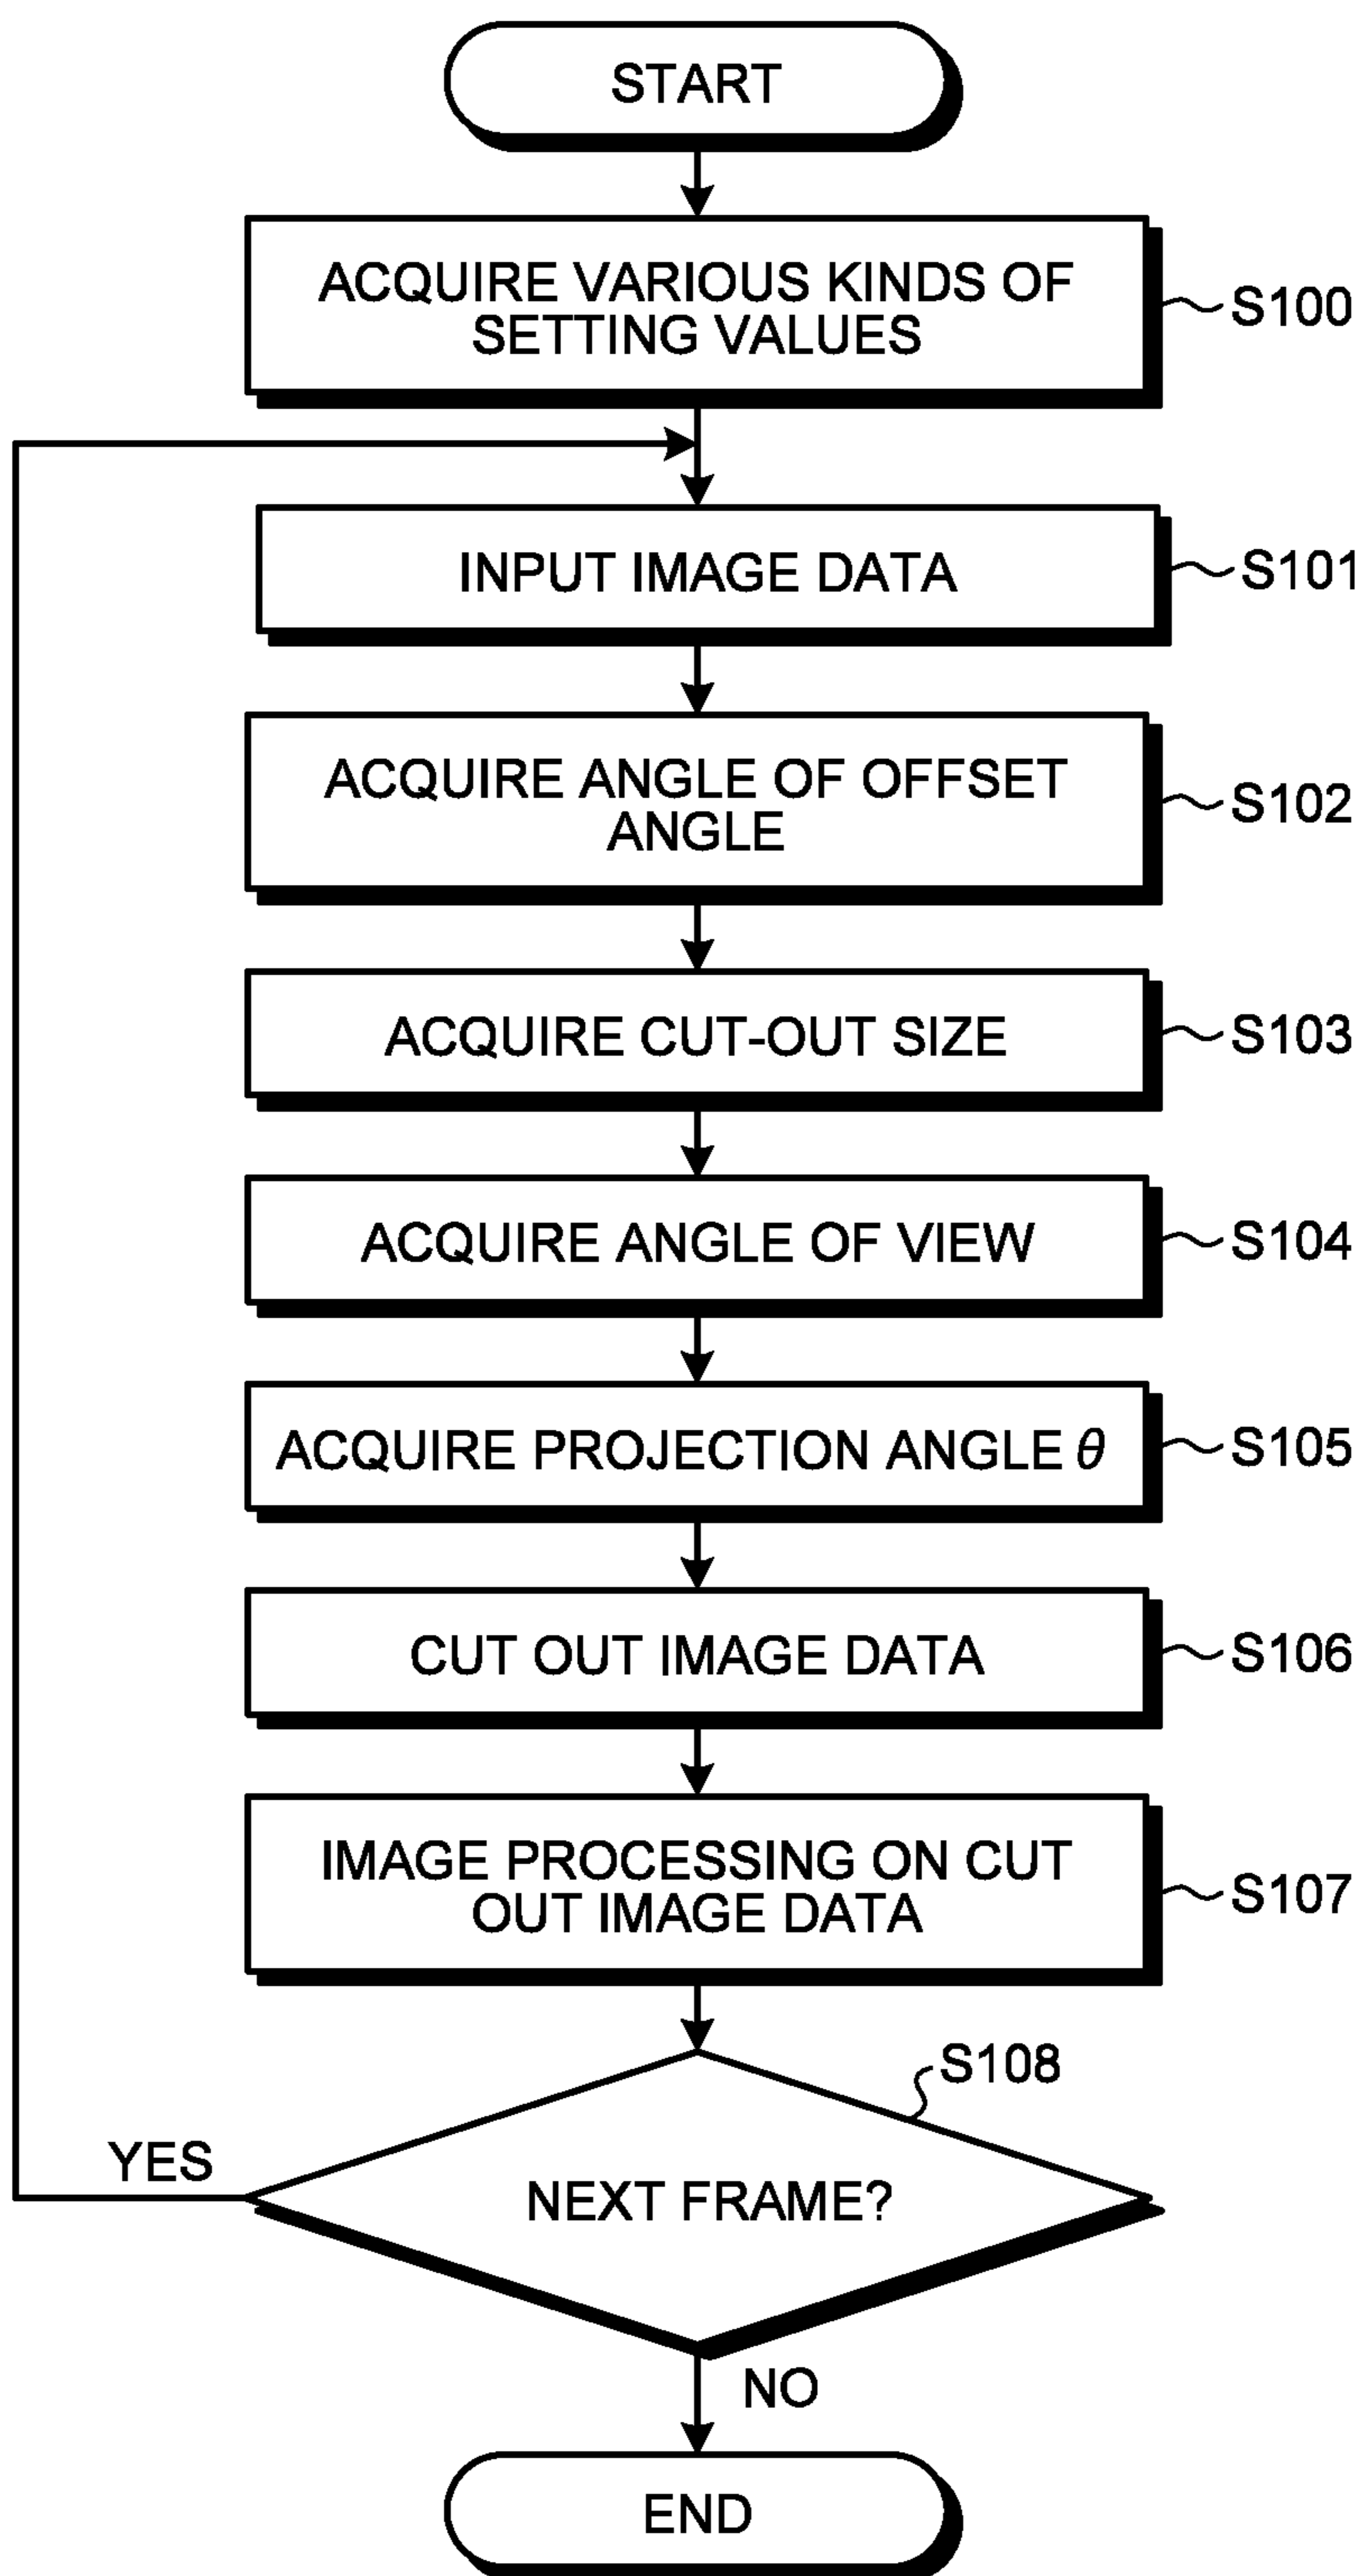 START
ACQUIRE VARIOUS KINDS OF
SETTING VALUES
S100
INPUT IMAGE DATA
S101
ACQUIRE ANGLE OF OFFSET
ANGLE
S102
ACQUIRE CUT-OUT SIZE
S103
ACQUIRE ANGLE OF VIEW
S104
ACQUIRE PROJECTION ANGLE θ
S105
CUT OUT IMAGE DATA
S106
IMAGE PROCESSING ON CUT
OUT IMAGE DATA
S107
S108
YES
NEXT FRAME?
NO
END